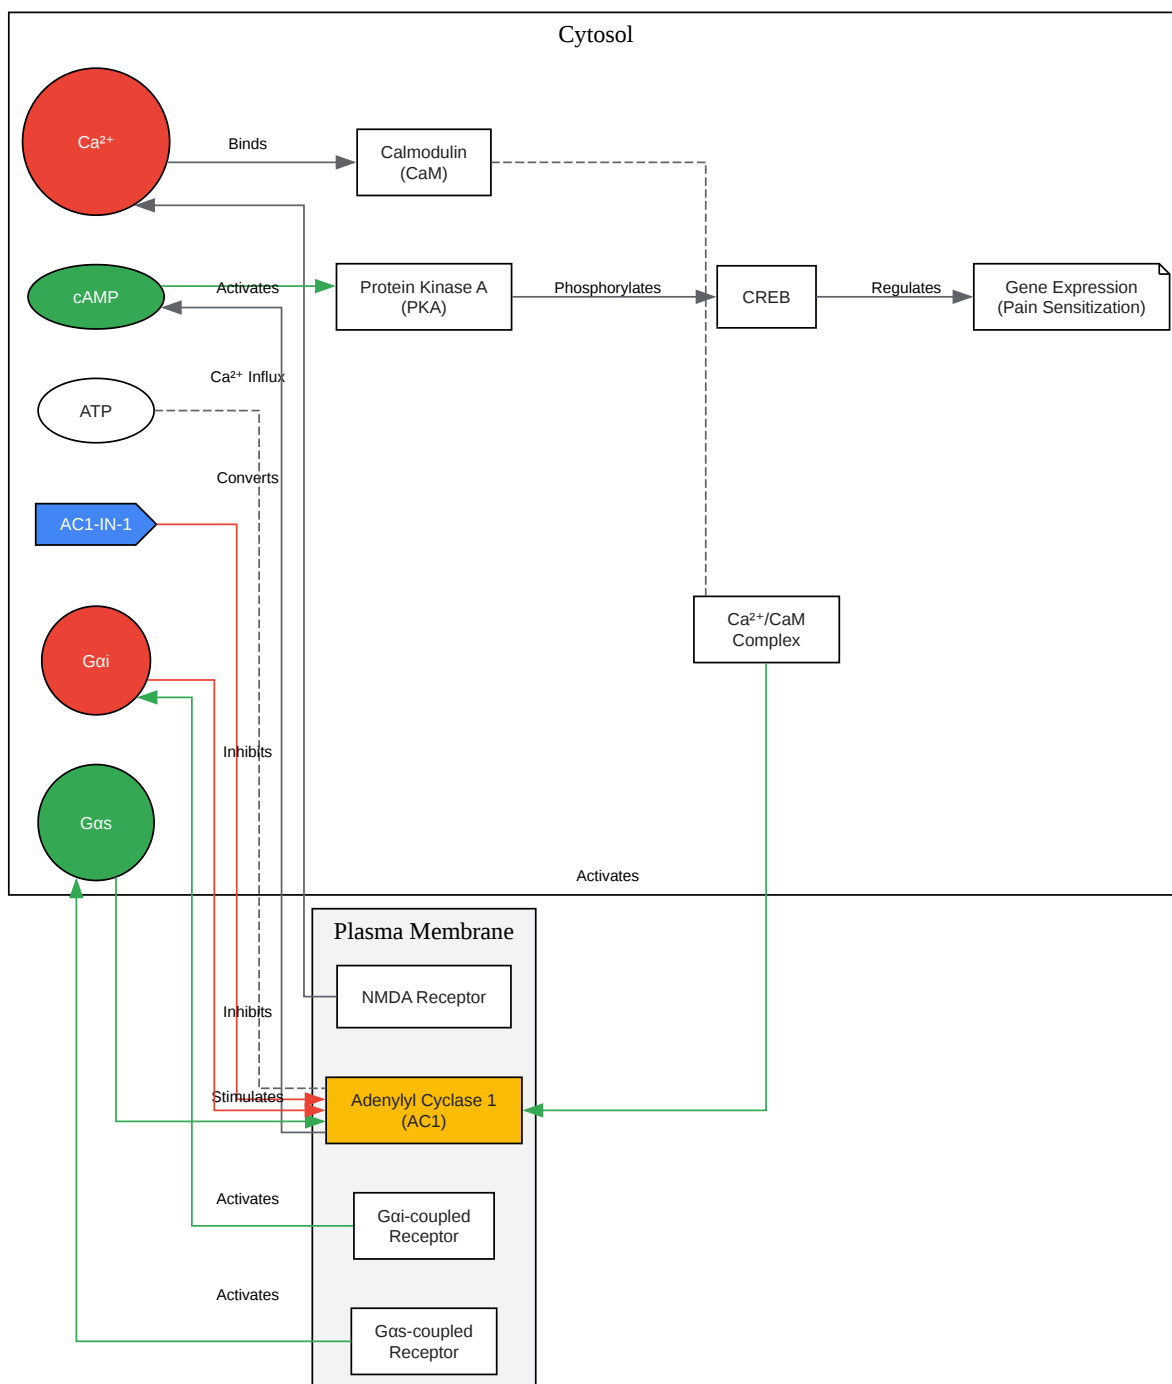 Cytosol
Ca²⁺
Binds
Calmodulin
(CaM)
cAMP
Activates
Protein Kinase A
(PKA)
Phosphorylates
CREB
Regulates
Gene Expression
(Pain Sensitization)
Ca²⁺ Influx
ATP
Converts
AC1-IN-1
Ca²⁺/CaM
Complex
Gαi
Inhibits
Gαs
Activates
Plasma Membrane
NMDA Receptor
Inhibits
Stimulates
Adenylyl Cyclase 1
(AC1)
Activates
Gαi-coupled
Receptor
Activates
Gαs-coupled
Receptor